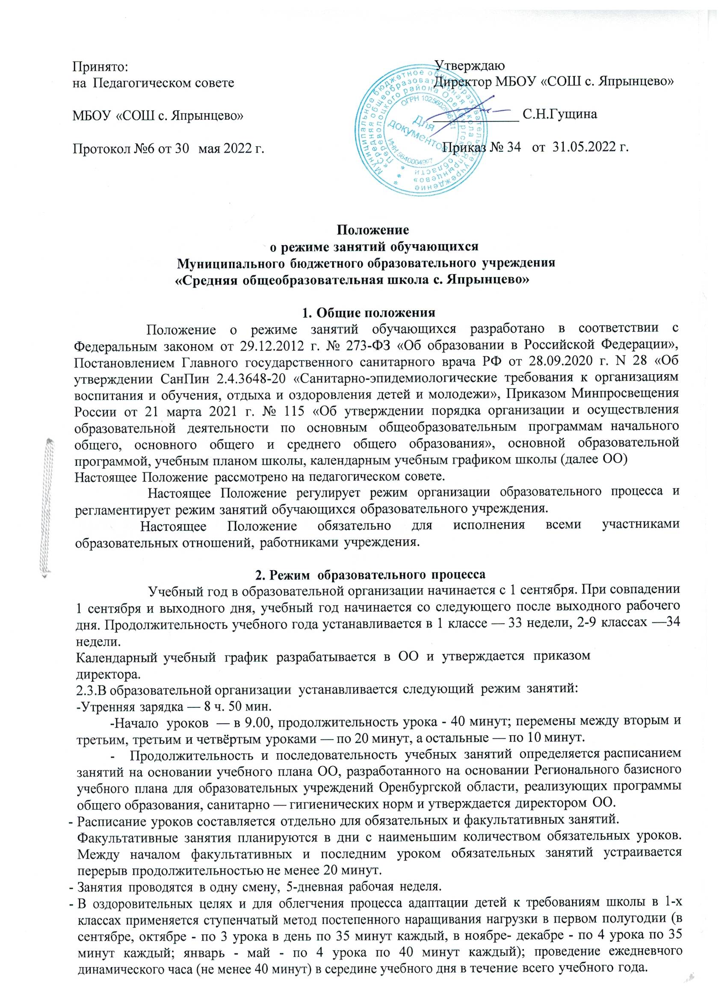 Принято:
на Педагогическом совете
МБОУ «СОШ с. Япрынцево»
Протокол №6 от 30 мая 2022 г.
Утверждаю
Директор МБОУ «СОШ с. Япрынцево»
______________ С.Н.Гущина
Приказ № 34 от 31.05.2022 г.
Муниципальное бюджетное общеобразовательное учреждение
«Средняя общеобразовательная школа с. Япрынцево»
Переволоцкого района Оренбургской области
ОГРН
ИНН
Для
документов
Положение
о режиме занятий обучающихся
Муниципального бюджетного образовательного учреждения
«Средняя общеобразовательная школа с. Япрынцево»
1. Общие положения
Положение о режиме занятий обучающихся разработано в соответствии с
Федеральным законом от 29.12.2012 г. № 273-ФЗ «Об образовании в Российской Федерации»,
Постановлением Главного государственного санитарного врача РФ от 28.09.2020 г. N 28 «Об
утверждении СанПин 2.4.3648-20 «Санитарно-эпидемиологические требования к организациям
воспитания и обучения, отдыха и оздоровления детей и молодежи», Приказом Минпросвещения
России от 21 марта 2021 г. № 115 «Об утверждении порядка организации и осуществления
образовательной деятельности по основным общеобразовательным программам начального
общего, основного общего и среднего общего образования», основной образовательной
программой, учебным планом школы, календарным учебным графиком школы (далее ОО)
Настоящее Положение рассмотрено на педагогическом совете.
Настоящее Положение регулирует режим организации образовательного процесса и
регламентирует режим занятий обучающихся образовательного учреждения.
Настоящее Положение обязательно для исполнения всеми участниками
образовательных отношений, работниками учреждения.
2. Режим образовательного процесса
Учебный год в образовательной организации начинается с 1 сентября. При совпадении
1 сентября и выходного дня, учебный год начинается со следующего после выходного рабочего
дня. Продолжительность учебного года устанавливается в 1 классе — 33 недели, 2-9 классах —34
недели.
Календарный учебный график разрабатывается в ОО и утверждается приказом
директора.
2.3.В образовательной организации устанавливается следующий режим занятий:
-Утренняя зарядка — 8 ч. 50 мин.
-Начало уроков — в 9.00, продолжительность урока - 40 минут; перемены между вторым и
третьим, третьим и четвёртым уроками — по 20 минут, а остальные — по 10 минут.
- Продолжительность и последовательность учебных занятий определяется расписанием
занятий на основании учебного плана ОО, разработанного на основании Регионального базисного
учебного плана для образовательных учреждений Оренбургской области, реализующих программы
общего образования, санитарно — гигиенических норм и утверждается директором ОО.
- Расписание уроков составляется отдельно для обязательных и факультативных занятий.
Факультативные занятия планируются в дни с наименьшим количеством обязательных уроков.
Между началом факультативных и последним уроком обязательных занятий устраивается
перерыв продолжительностью не менее 20 минут.
- Занятия проводятся в одну смену, 5-дневная рабочая неделя.
- В оздоровительных целях и для облегчения процесса адаптации детей к требованиям школы в 1-х
классах применяется ступенчатый метод постепенного наращивания нагрузки в первом полугодии (в
сентябре, октябре - по 3 урока в день по 35 минут каждый, в ноябре- декабре - по 4 урока по 35
минут каждый; январь - май - по 4 урока по 40 минут каждый); проведение ежедневчого
динамического часа (не менее 40 минут) в середине учебного дня в течение всего учебного года.